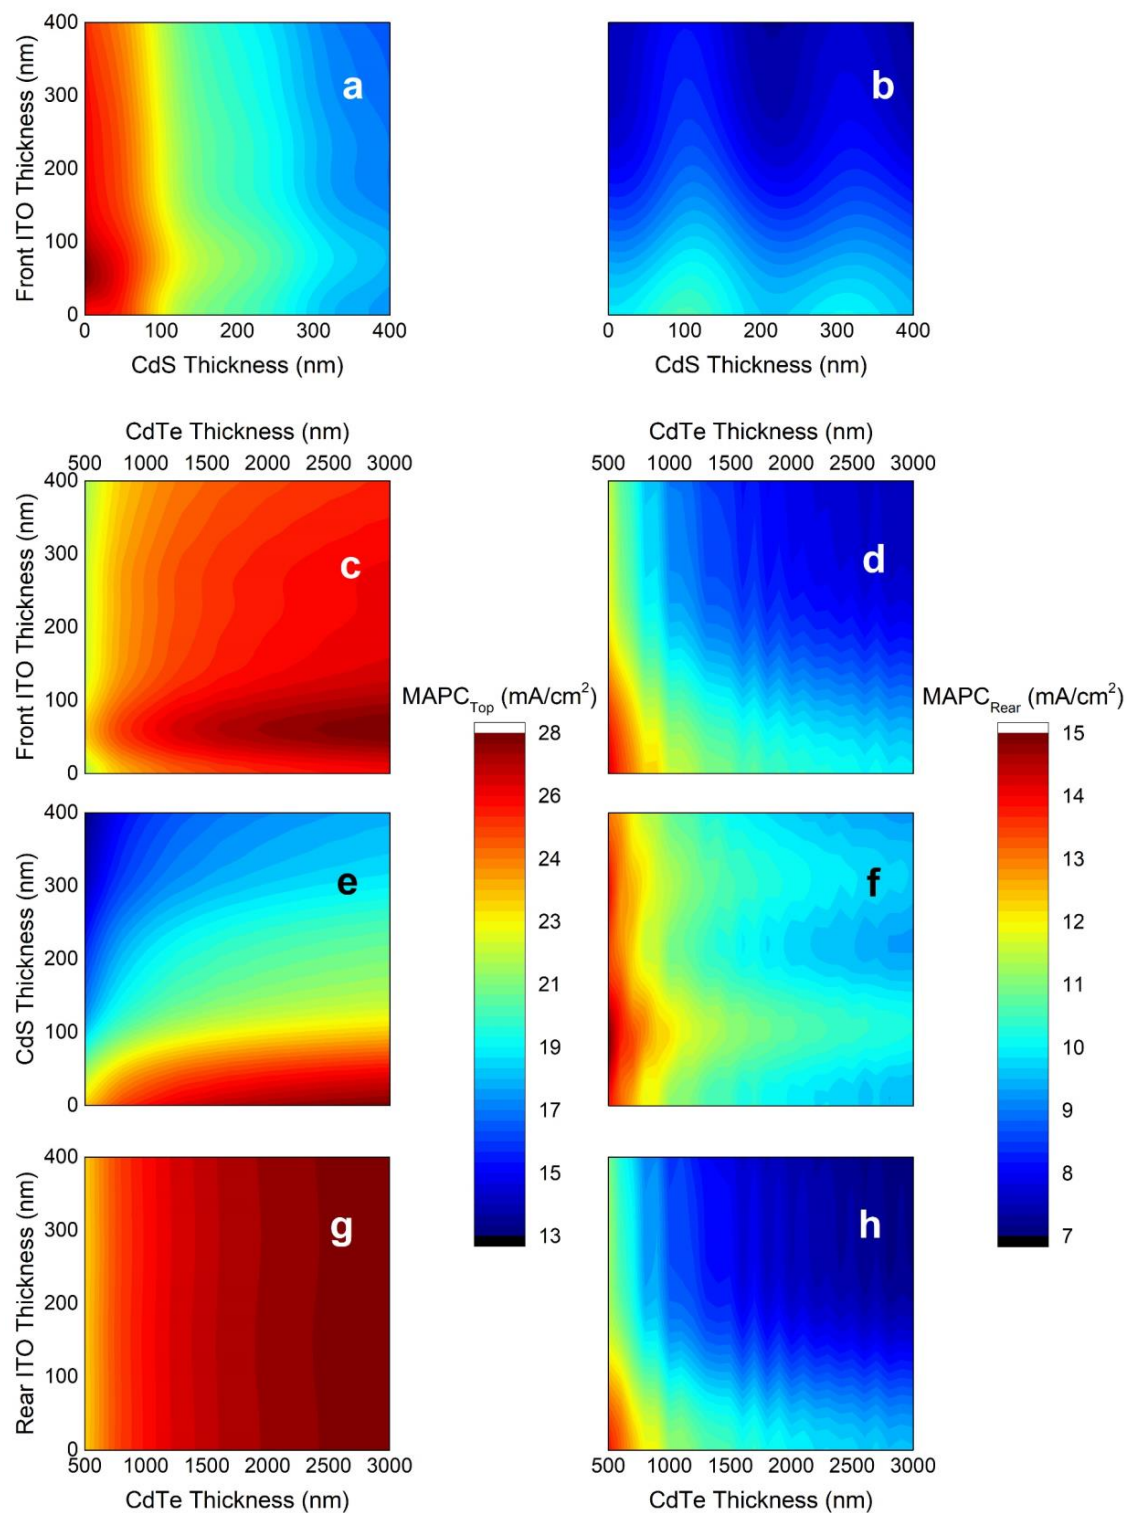 400
300
200
100
0
Front ITO Thickness (nm)
a
0 100 200 300 400
CdS Thickness (nm)
b
0 100 200 300 400
CdS Thickness (nm)
CdTe Thickness (nm)
500 1000 1500 2000 2500 3000
400
300
200
100
0
Front ITO Thickness (nm)
c
CdTe Thickness (nm)
500 1000 1500 2000 2500 3000
d
MAPC_Top (mA/cm²)
28
26
24
23
21
19
17
15
13
MAPC_Rear (mA/cm²)
15
14
13
12
11
10
9
8
7
400
300
200
100
0
CdS Thickness (nm)
e
f
400
300
200
100
0
Rear ITO Thickness (nm)
g
500 1000 1500 2000 2500 3000
CdTe Thickness (nm)
h
500 1000 1500 2000 2500 3000
CdTe Thickness (nm)